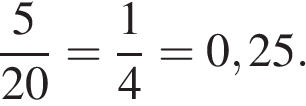 5/20 = 1/4 = 0,25.